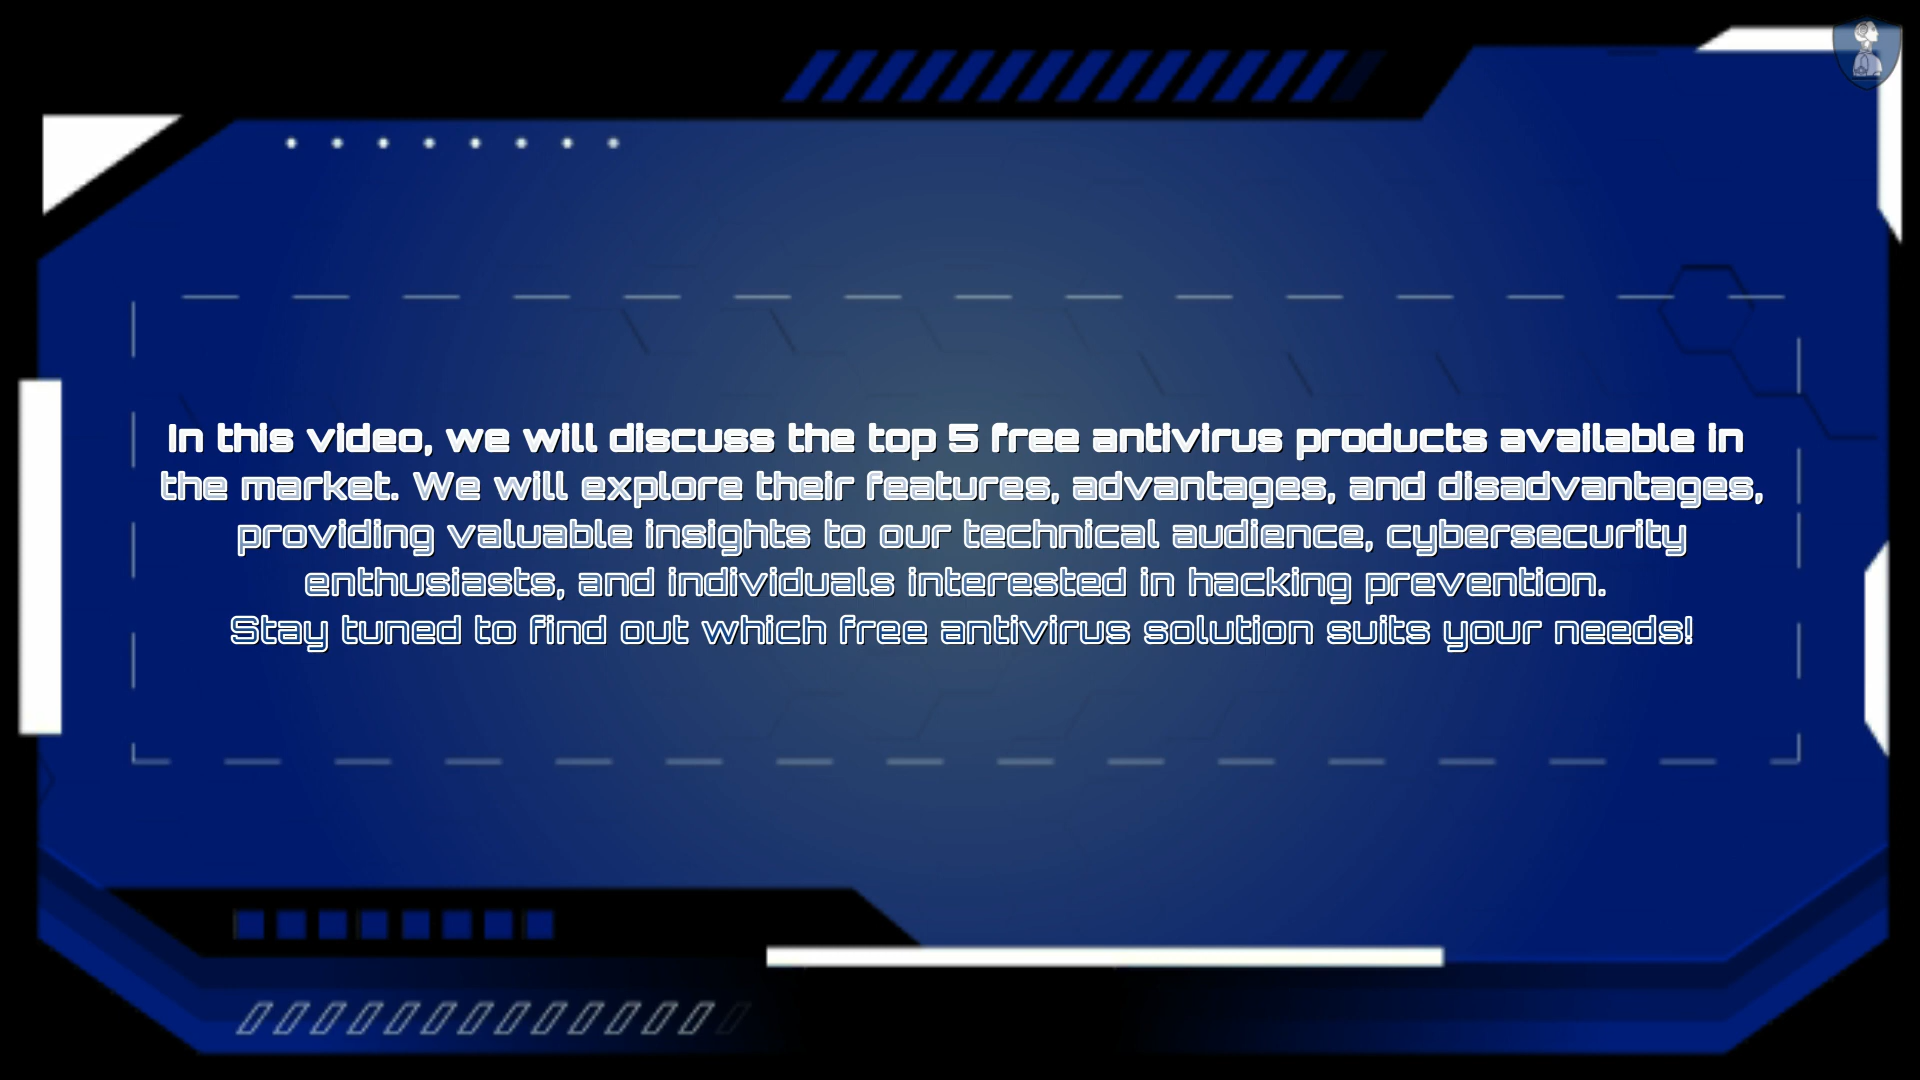 In this video, we will discuss the top 5 free antivirus products available in
the market. We will explore their features, advantages, and disadvantages,
providing valuable insights to our technical audience, cybersecurity
enthusiasts, and individuals interested in hacking prevention.
Stay tuned to find out which free antivirus solution suits your needs!